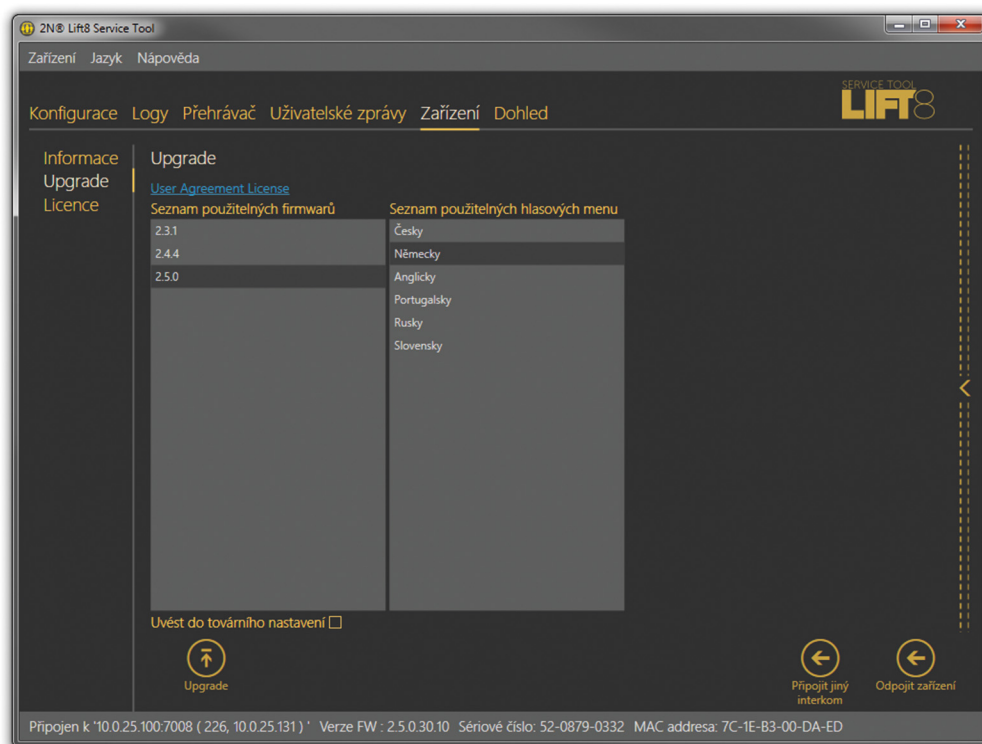 2N® Lift8 Service Tool
Zařízení Jazyk Nápověda
SERVICE TOOL
LIFT8
Konfigurace Logy Přehrávač Uživatelské zprávy Zařízení Dohled
Informace
Upgrade
Licence
Upgrade
User Agreement License
Seznam použitelných firmwarů
2.3.1
2.4.4
2.5.0
Seznam použitelných hlasových menu
Česky
Německy
Anglicky
Portugalsky
Rusky
Slovensky
Uvést do továrního nastavení
Upgrade
Připojit jiný
interkom
Odpojit zařízení
Připojen k '10.0.25.100:7008 ( 226, 10.0.25.131 ) ' Verze FW : 2.5.0.30.10 Sériové číslo: 52-0879-0332 MAC addresa: 7C-1E-B3-00-DA-ED